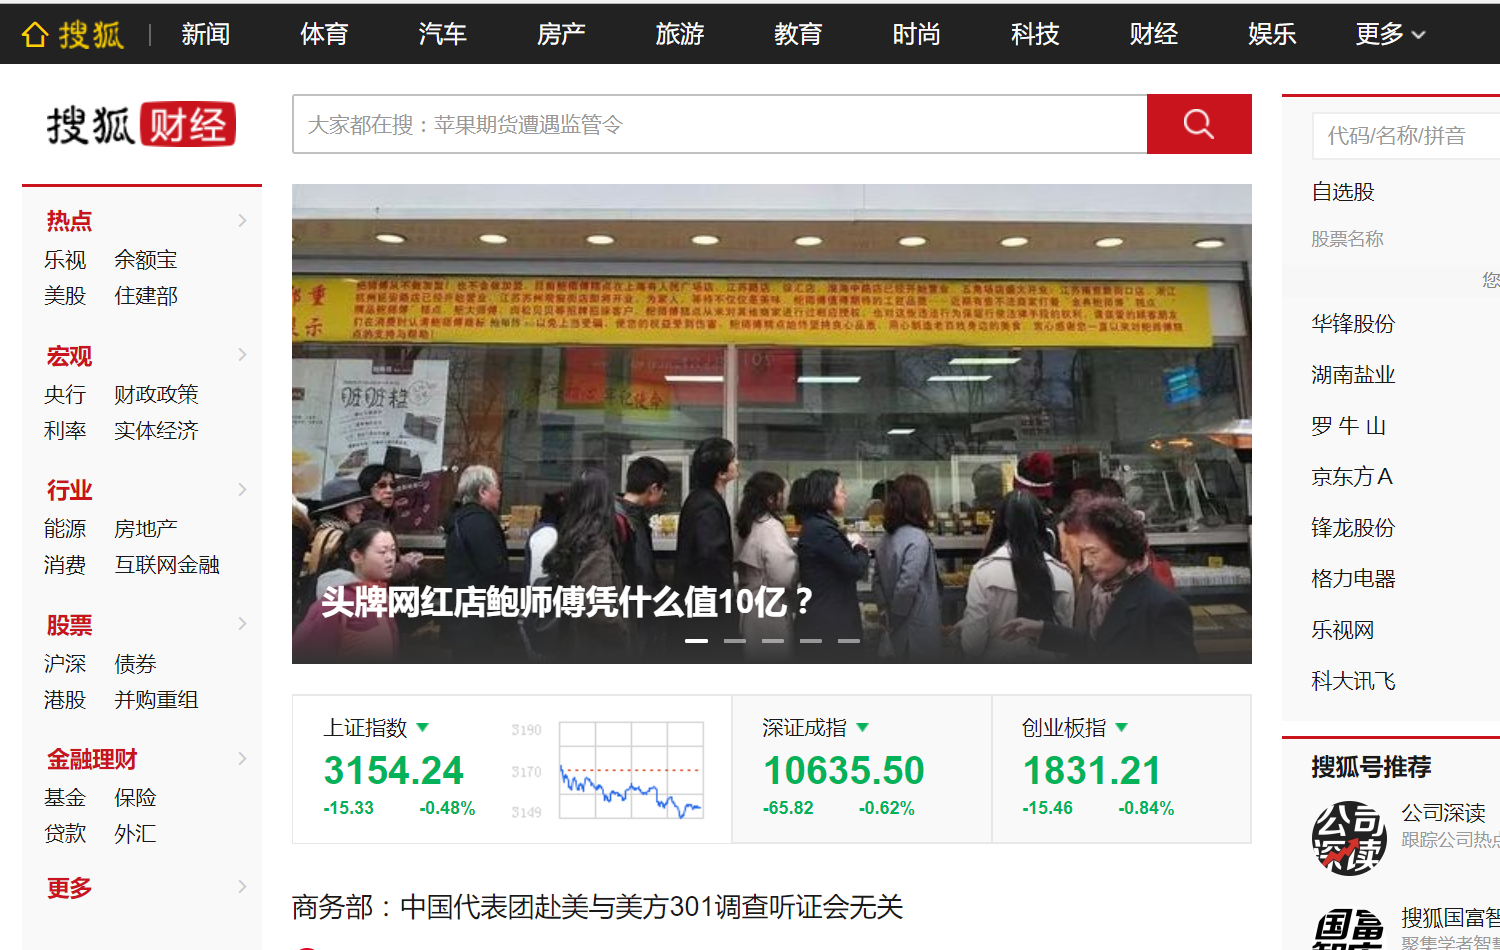 搜狐 新闻 体育 汽车 房产 旅游 教育 时尚 科技 财经 娱乐 更多
搜狐 财经
大家都在搜：苹果期货遭遇监管令
热点
乐视 余额宝
美股 住建部
宏观
央行 财政政策
利率 实体经济
行业
能源 房地产
消费 互联网金融
股票
沪深 债券
港股 并购重组
金融理财
基金 保险
贷款 外汇
更多
脏脏糕
头牌网红店鲍师傅凭什么值10亿？
上证指数
3154.24
-15.33 -0.48%
3190
3170
3149
深证成指
10635.50
-65.82 -0.62%
创业板指
1831.21
-15.46 -0.84%
商务部：中国代表团赴美与美方301调查听证会无关
代码/名称/拼音
自选股
股票名称
您
华锋股份
湖南盐业
罗 牛 山
京东方Ａ
锋龙股份
格力电器
乐视网
科大讯飞
搜狐号推荐
公司
深读
公司深读
跟踪公司热点
国富
搜狐国富智
聚集学者智慧